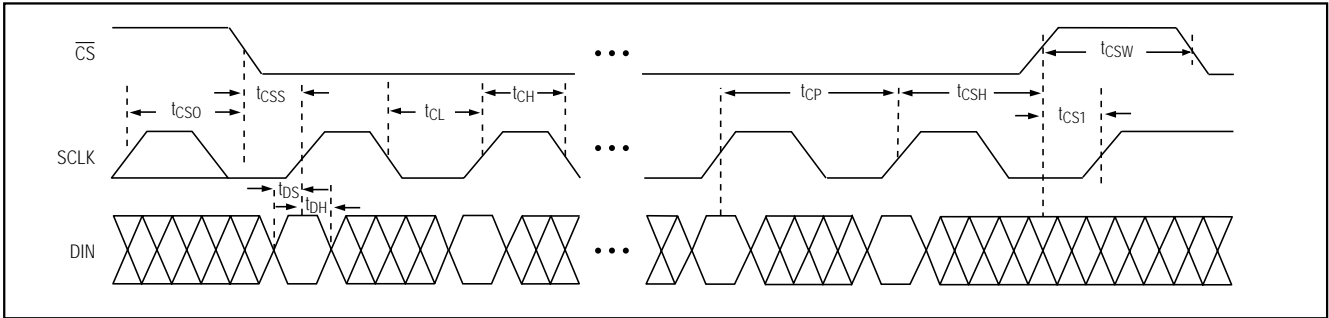 CS
tCSW
tCSO
tCSS
tCL
tCH
tCP
tCSH
tCS1
SCLK
tDS
tDH
DIN